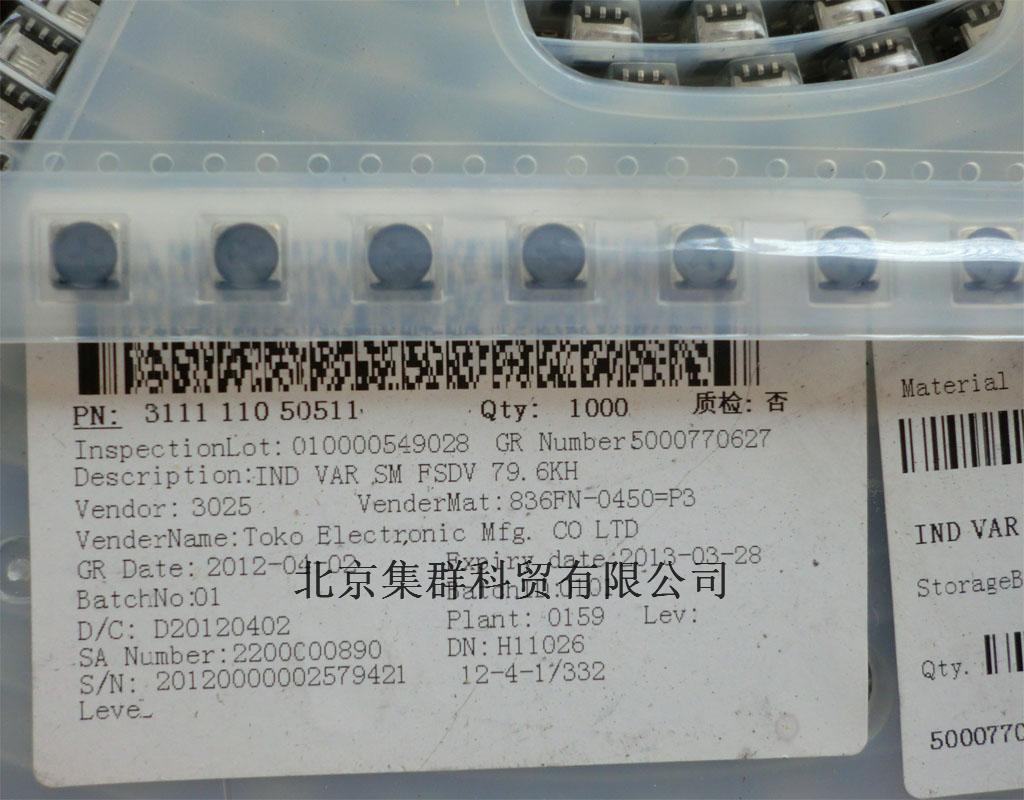 PN: 3111 110 50511 Qty: 1000 质检: 否
InspectionLot: 010000549028 GR Number 5000770627
Description: IND VAR SM FSDV 79.6KH
Vendor: 3025 VenderMat: 836FN-0450=P3
VenderName: Toko Electronic Mfg. CO LTD
GR Date: 2012-04-02 Expiry date: 2013-03-28
北京集群科贸有限公司
BatchNo: 01
D/C: D20120402 Plant: 0159 Lev:
SA Number: 2200000890 DN: H11026
S/N: 20120000002579421 12-4-17332
Level
Material
IND VAR
StorageB
Qty.
500077